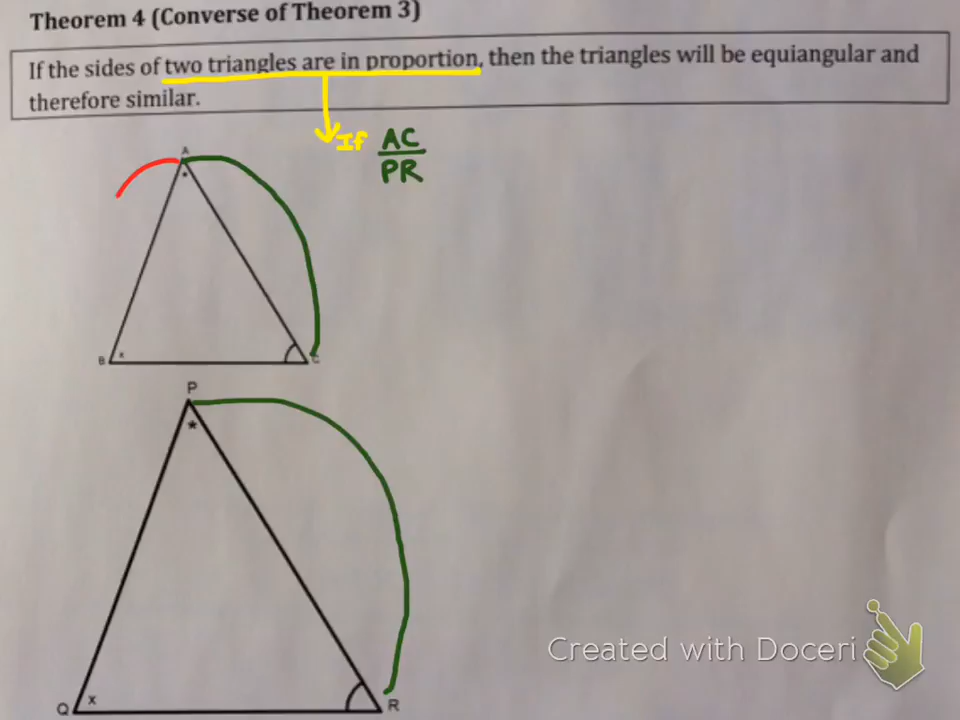 Theorem 4 (Converse of Theorem 3)
If the sides of two triangles are in proportion, then the triangles will be equiangular and
therefore similar.
If AC
PR
A
B
x
C
P
*
Q
x
R
Created with Doceri